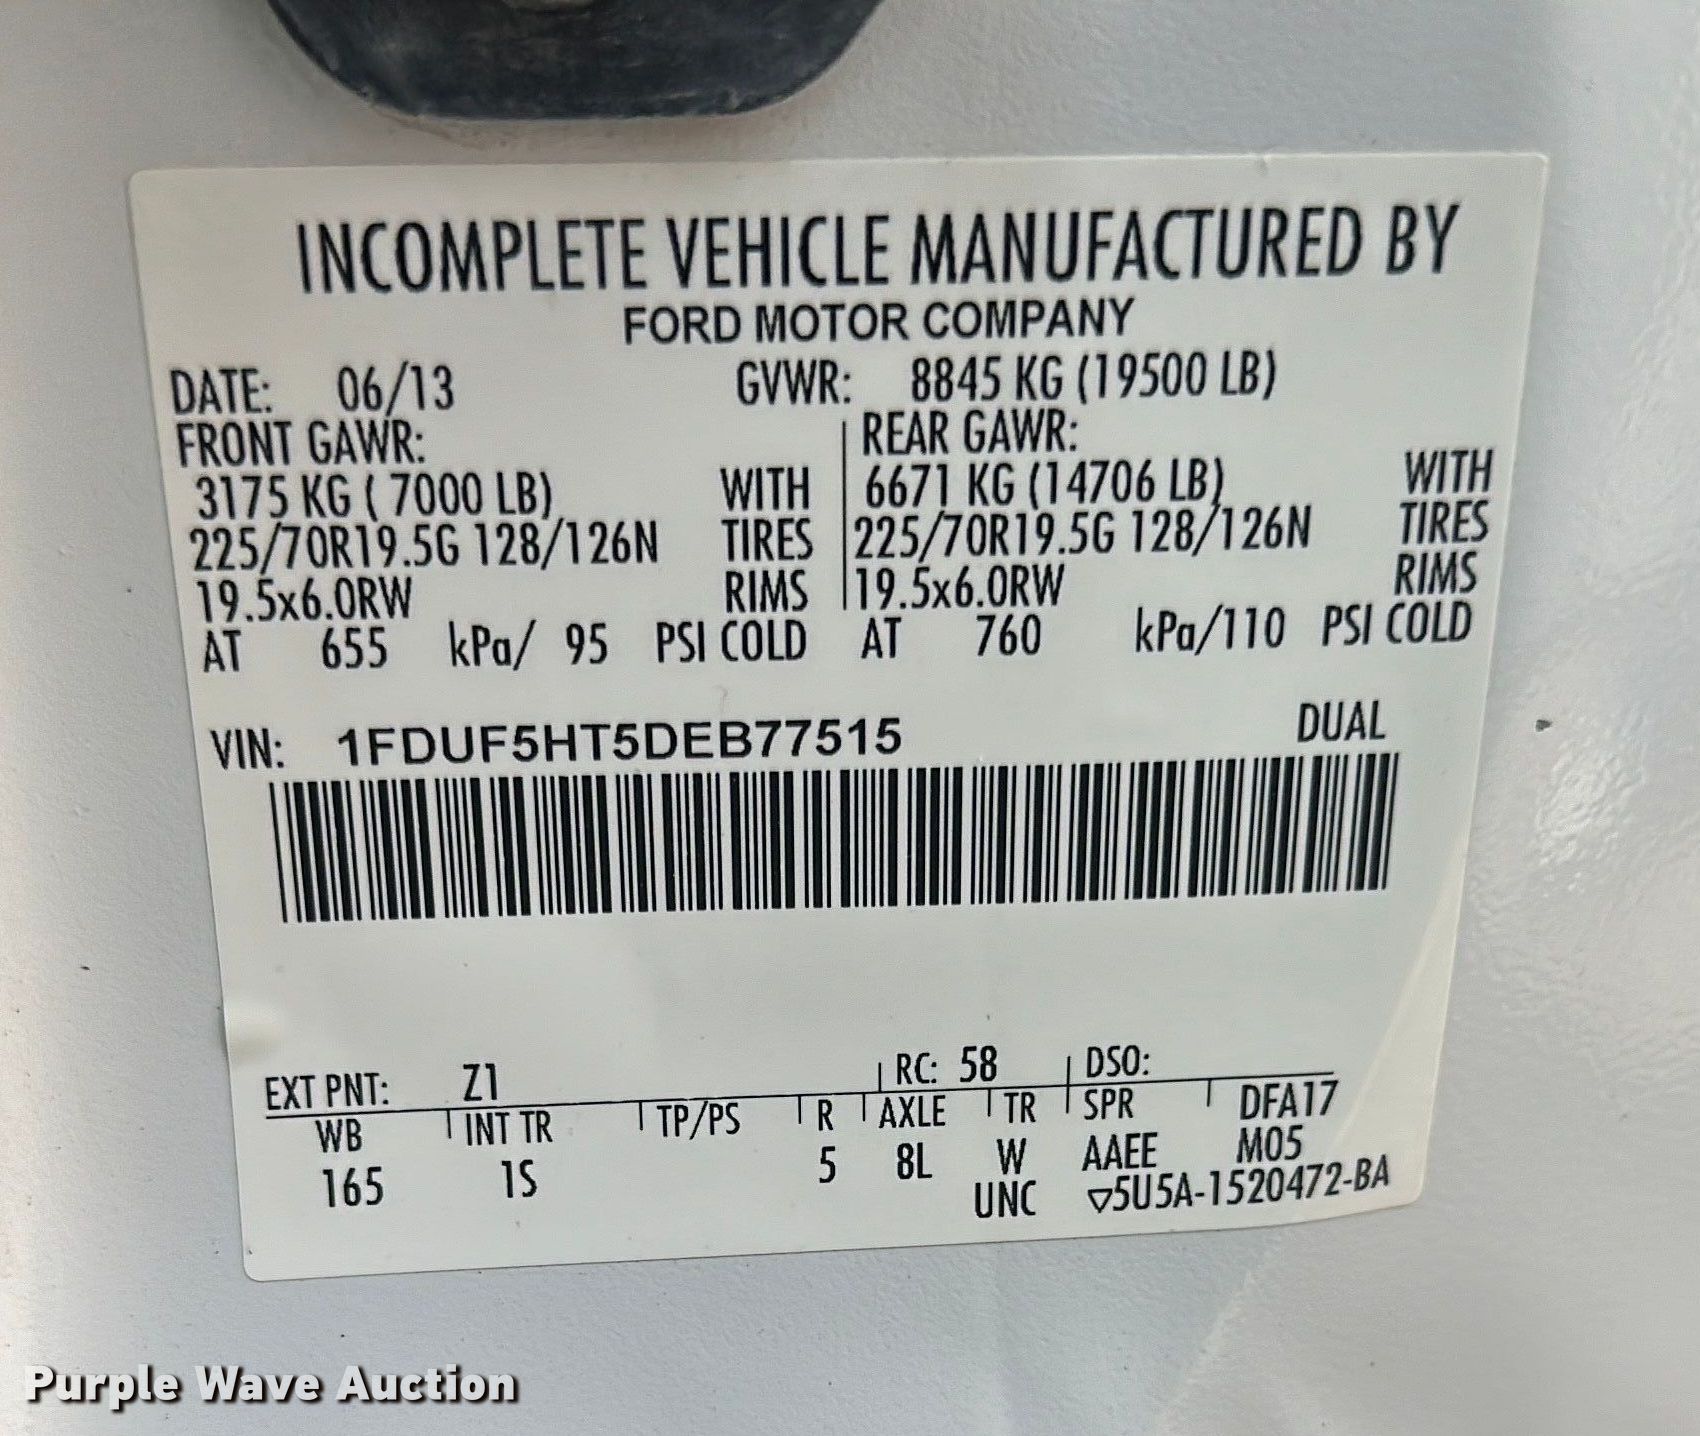 INCOMPLETE VEHICLE MANUFACTURED BY
FORD MOTOR COMPANY
DATE: 06/13 GVWR: 8845 KG (19500 LB)
FRONT GAWR: REAR GAWR:
3175 KG ( 7000 LB) WITH 6671 KG (14706 LB) WITH
225/70R19.5G 128/126N TIRES 225/70R19.5G 128/126N TIRES
19.5x6.0RW RIMS 19.5x6.0RW RIMS
AT 655 kPa/ 95 PSI COLD AT 760 kPa/110 PSI COLD
VIN: 1FDUF5HT5DEB77515 DUAL
EXT PNT: Z1 RC: 58 DSO:
WB INT TR TP/PS R AXLE TR SPR DFA17
165 1S 5 8L W AAEE M05
UNC ▽5U5A-1520472-BA
Purple Wave Auction